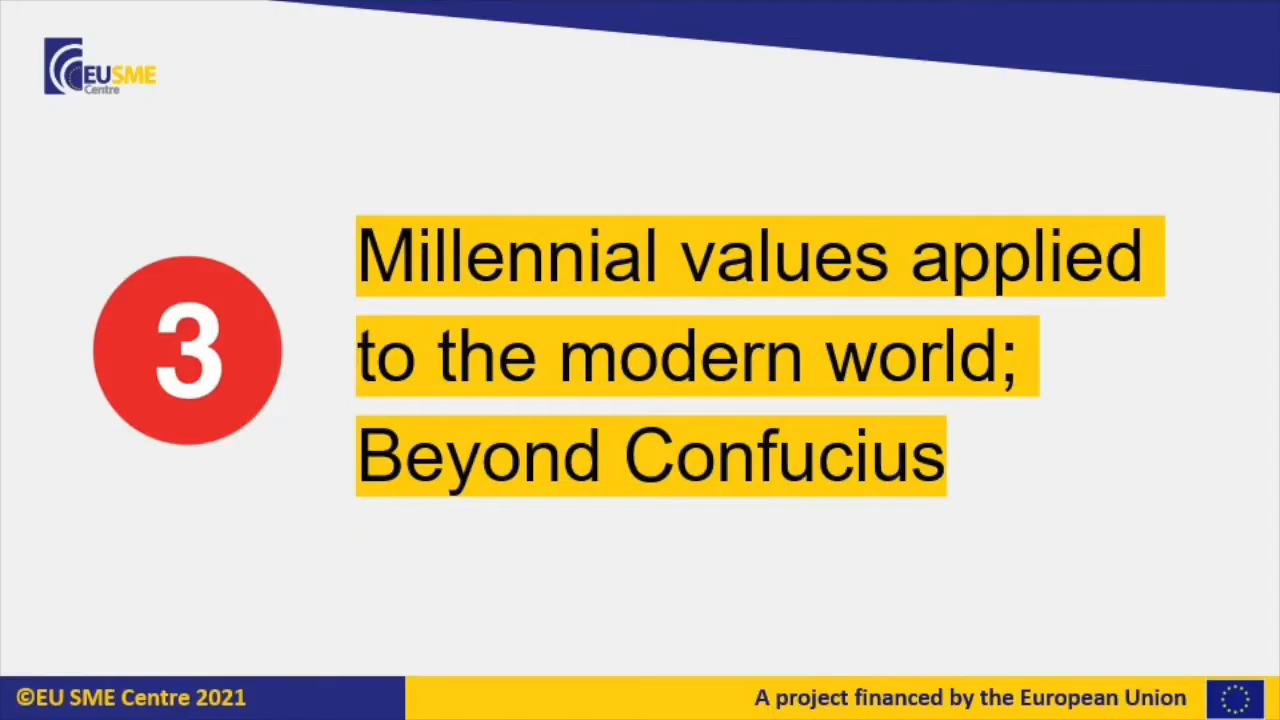 EUSME
Centre
3
Millennial values applied
to the modern world;
Beyond Confucius
©EU SME Centre 2021
A project financed by the European Union